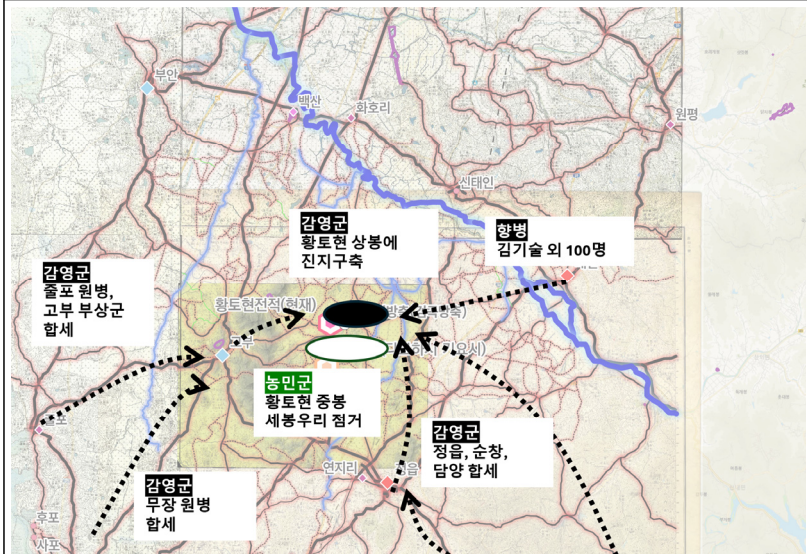 부안
백산
화호리
원평
신태인
감영군
황토현 상봉에
진지구축
향병
김기술 외 100명
감영군
줄포 원병,
고부 부상군
합세
황토현전적(현재)
농민군
황토현 중봉
세봉우리 점거
감영군
정읍, 순창,
담양 합세
연지리
정읍
감영군
무장 원병
합세
후포
사포